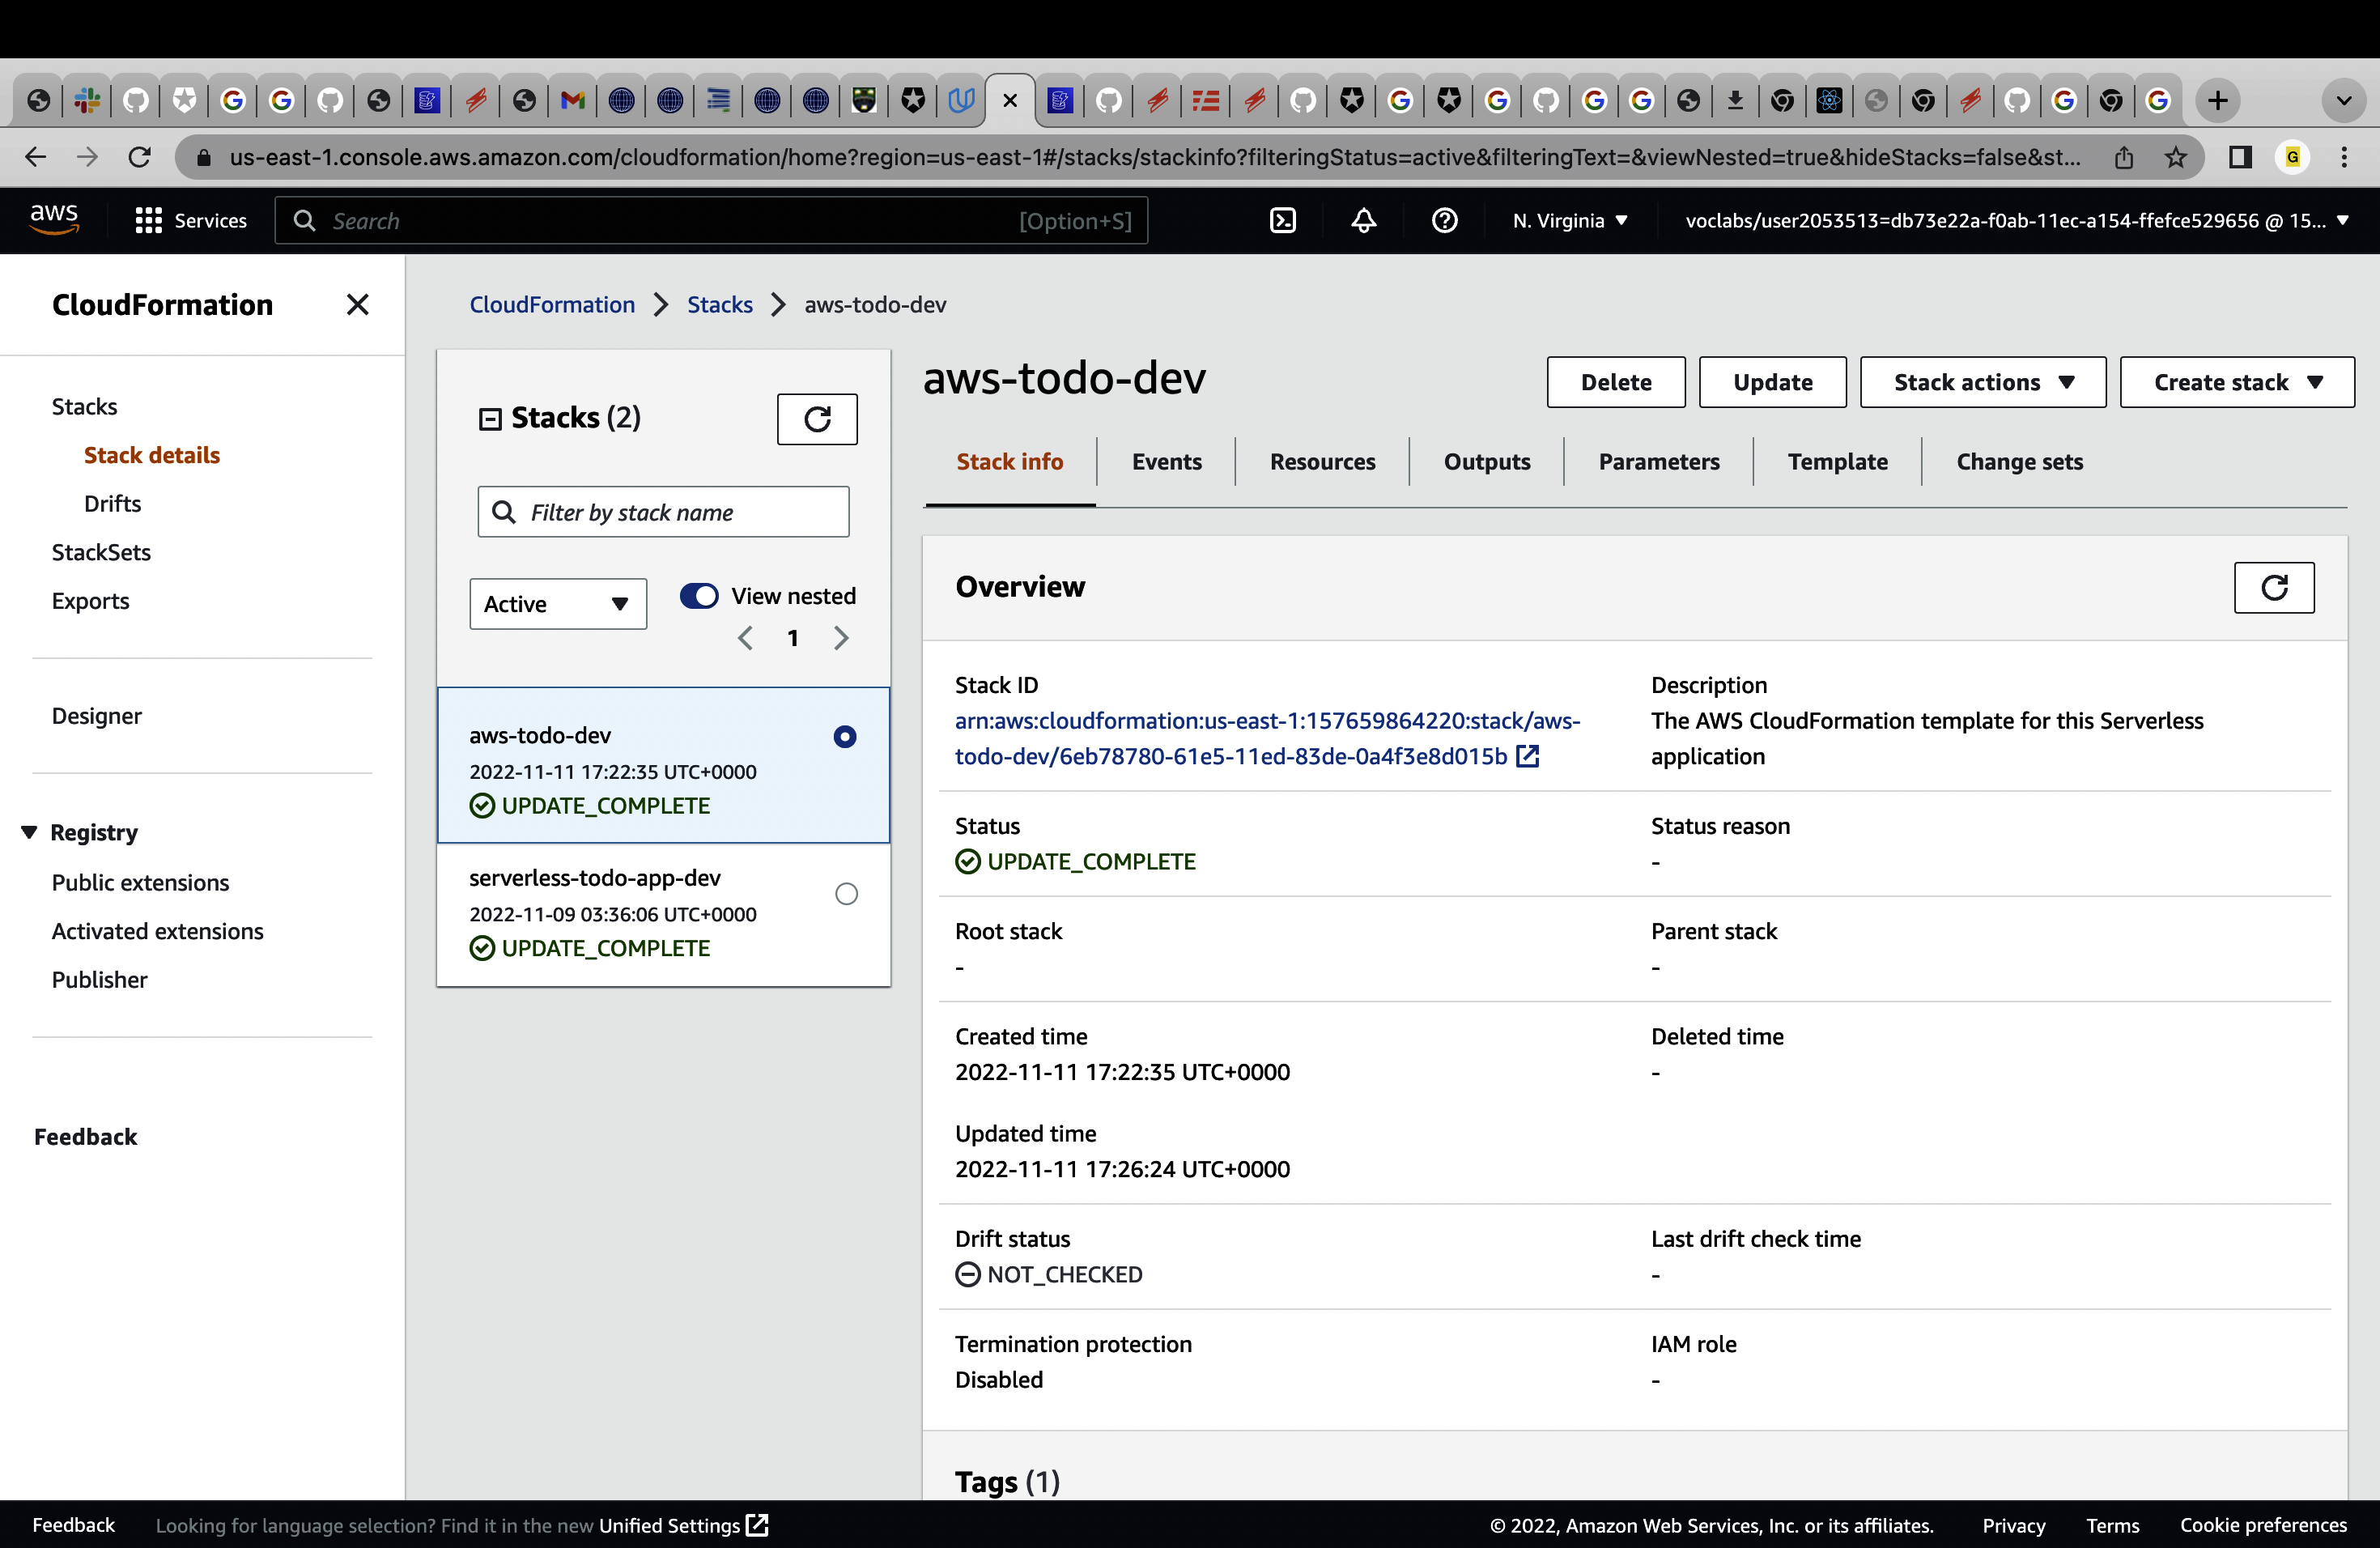 us-east-1.console.aws.amazon.com/cloudformation/home?region=us-east-1#/stacks/stackinfo?filteringStatus=active&filteringText=&viewNested=true&hideStacks=false&st...
G
aws
Services
Search
[Option+S]
N. Virginia
voclabs/user2053513=db73e22a-f0ab-11ec-a154-ffefce529656 @ 15...
CloudFormation
Stacks
Stack details
Drifts
StackSets
Exports
Designer
Registry
Public extensions
Activated extensions
Publisher
Feedback
CloudFormation
Stacks
aws-todo-dev
Stacks (2)
Filter by stack name
Active
View nested
1
aws-todo-dev
2022-11-11 17:22:35 UTC+0000
UPDATE_COMPLETE
serverless-todo-app-dev
2022-11-09 03:36:06 UTC+0000
UPDATE_COMPLETE
aws-todo-dev
Delete
Update
Stack actions
Create stack
Stack info
Events
Resources
Outputs
Parameters
Template
Change sets
Overview
Stack ID
arn:aws:cloudformation:us-east-1:157659864220:stack/aws-
todo-dev/6eb78780-61e5-11ed-83de-0a4f3e8d015b
Description
The AWS CloudFormation template for this Serverless
application
Status
UPDATE_COMPLETE
Status reason
-
Root stack
-
Parent stack
-
Created time
2022-11-11 17:22:35 UTC+0000
Deleted time
-
Updated time
2022-11-11 17:26:24 UTC+0000
Drift status
NOT_CHECKED
Last drift check time
-
Termination protection
Disabled
IAM role
-
Tags (1)
Feedback
Looking for language selection? Find it in the new Unified Settings
© 2022, Amazon Web Services, Inc. or its affiliates.
Privacy
Terms
Cookie preferences